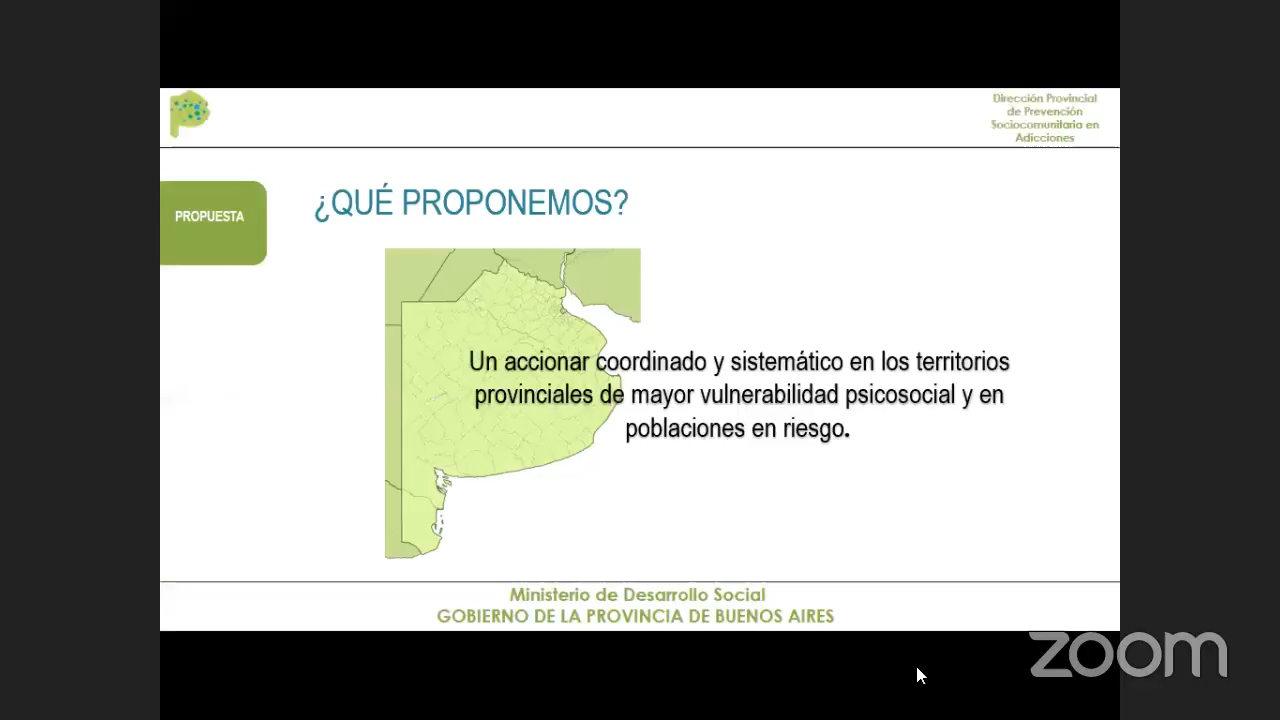 Dirección Provincial
de Prevención
Sociocomunitaria en
Adicciones
PROPUESTA
¿QUÉ PROPONEMOS?
Un accionar coordinado y sistemático en los territorios
provinciales de mayor vulnerabilidad psicosocial y en
poblaciones en riesgo.
Ministerio de Desarrollo Social
GOBIERNO DE LA PROVINCIA DE BUENOS AIRES
zoom